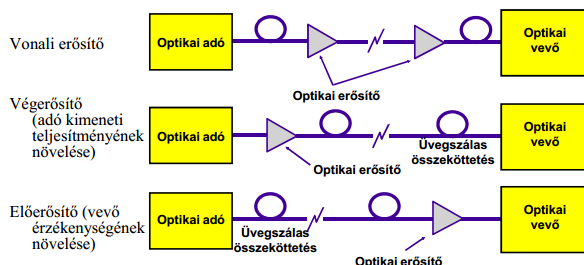 Vonali erősítő
Optikai adó
Optikai vevő
Optikai erősítő
Végerősítő
(adó kimeneti
teljesítményének
növelése)
Optikai adó
Optikai erősítő
Üvegszálas
összeköttetés
Optikai
vevő
Előerősítő (vevő
érzékenységének
növelése)
Optikai adó
Üvegszálas
összeköttetés
Optikai erősítő
Optikai
vevő